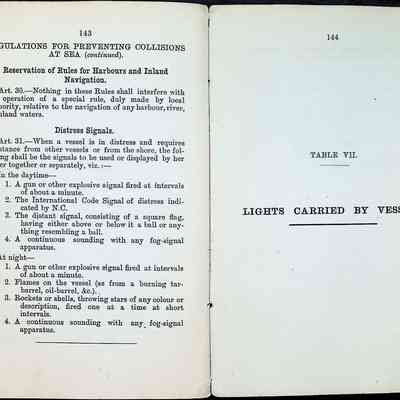 143
GULATIONS FOR PREVENTING COLLISIONS
AT SEA (continued).
Reservation of Rules for Harbours and Inland
Navigation.
Art. 30.—Nothing in these Rules shall interfere with
operation of a special rule, duly made by local
ority, relative to the navigation of any harbour, river,
nland waters.
Distress Signals.
Art. 31.—When a vessel is in distress and requires
stance from other vessels or from the shore, the fol-
ing shall be the signals to be used or displayed by her
er together or separately, viz.:—
In the daytime—
1. A gun or other explosive signal fired at intervals
of about a minute.
2. The International Code Signal of distress indi-
cated by N.C.
3. The distant signal, consisting of a square flag,
having either above or below it a ball or any-
thing resembling a ball.
4. A continuous sounding with any fog-signal
apparatus.
At night—
1. A gun or other explosive signal fired at intervals
of about a minute.
2. Flames on the vessel (as from a burning tar-
barrel, oil-barrel, &c.).
3. Rockets or shells, throwing stars of any colour or
description, fired one at a time at short
intervals.
4. A continuous sounding with any fog-signal
apparatus.
144
TABLE VII.
LIGHTS CARRIED BY VESS